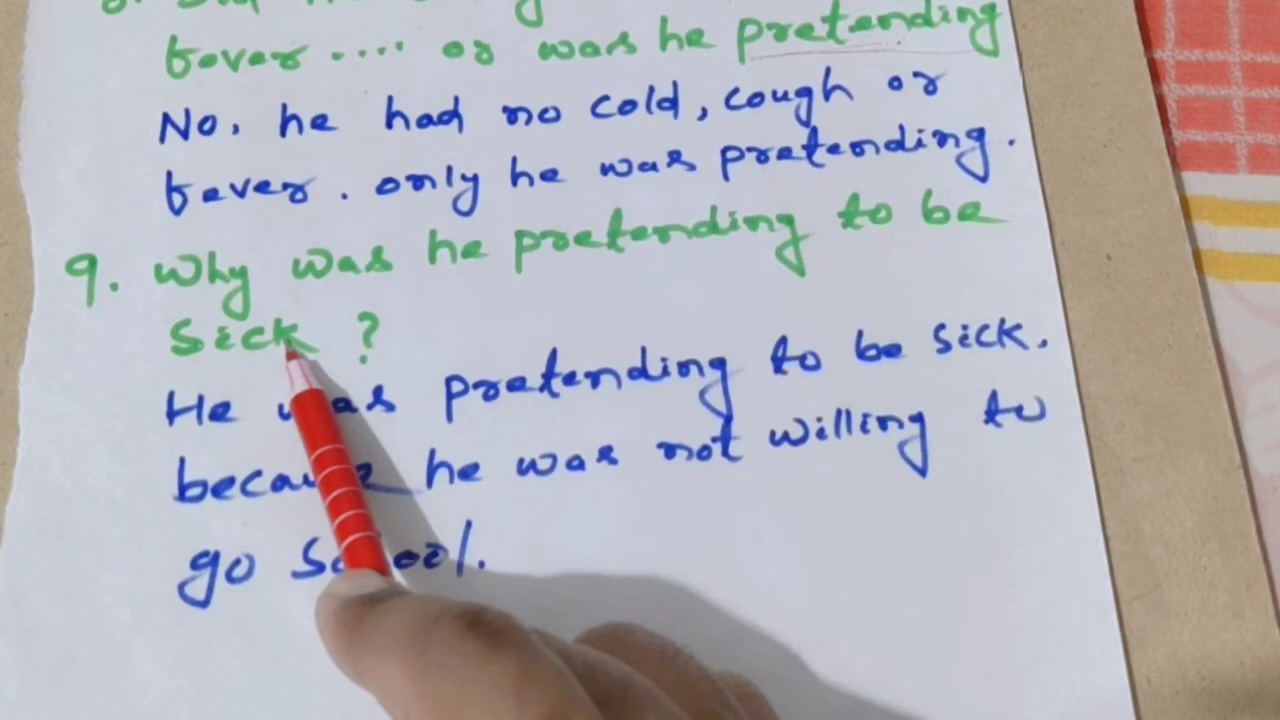 fever .... or was he pretending
No, he had no cold, cough or
fever. only he was pretending.
9. Why was he pretending to be
Sick ?
He was pretending to be sick.
because he was not willing to
go School.